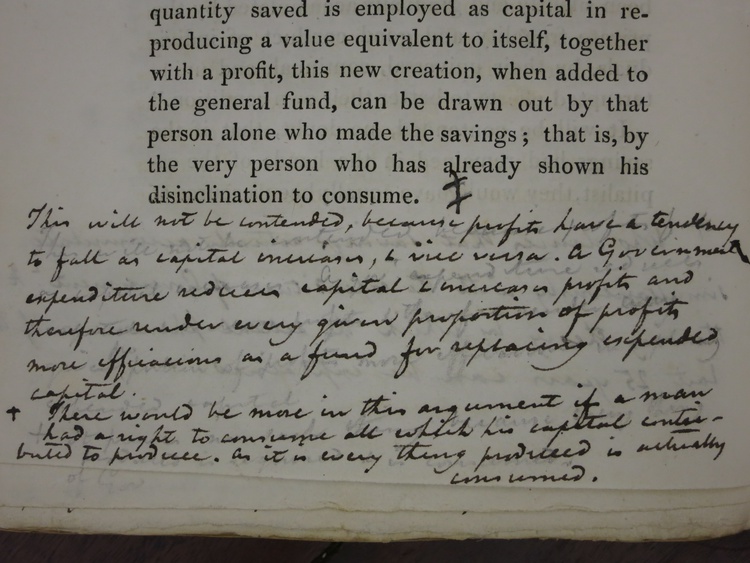 quantity saved is employed as capital in re-
producing a value equivalent to itself, together
with a profit, this new creation, when added to
the general fund, can be drawn out by that
person alone who made the savings; that is, by
the very person who has already shown his
disinclination to consume. ‡
This will not be contended, because profits have a tendency
to fall as capital increases, & vice versa. A Government
expenditure reduces capital & increases profits and
therefore render every given proportion of profits
more efficacious as a fund for replacing expended
capital.
† There would be more in this argument if a man
had a right to consume all which his capital contri-
buted to produce. As it is every thing produced is actually
consumed.